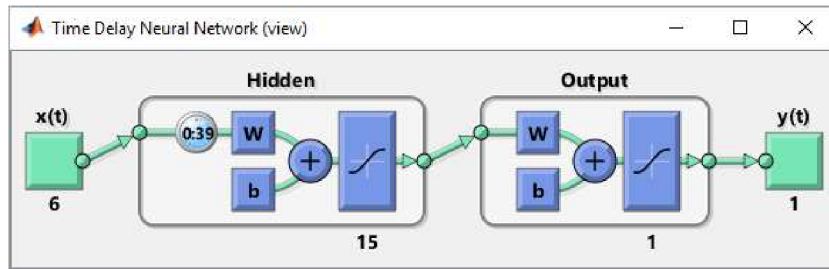 Time Delay Neural Network (view)
Hidden
Output
x(t)
y(t)
0:39
W
b
W
b
6
15
1
1